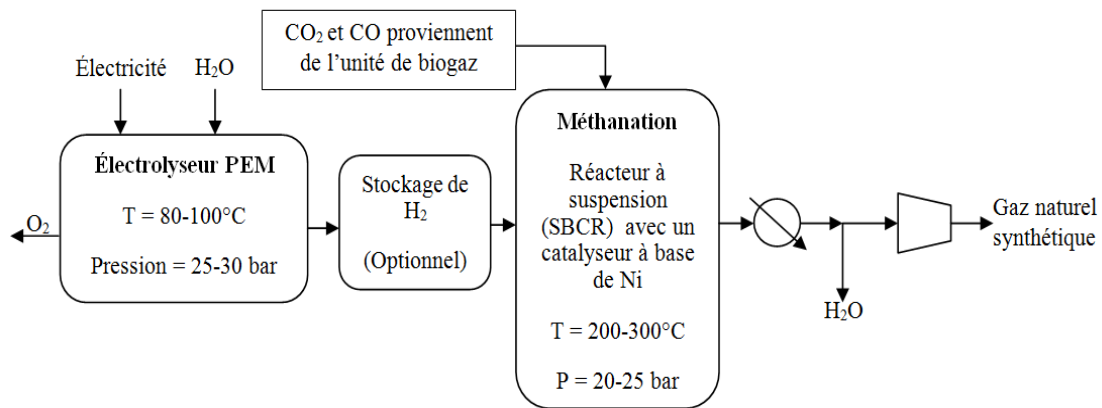 CO₂ et CO proviennent
de l'unité de biogaz
Électricité
H₂O
Électrolyseur PEM
T = 80-100°C
Pression = 25-30 bar
O₂
Stockage de
H₂
(Optionnel)
Méthanation
Réacteur à
suspension
(SBCR) avec un
catalyseur à base
de Ni
T = 200-300°C
P = 20-25 bar
H₂O
Gaz naturel
synthétique